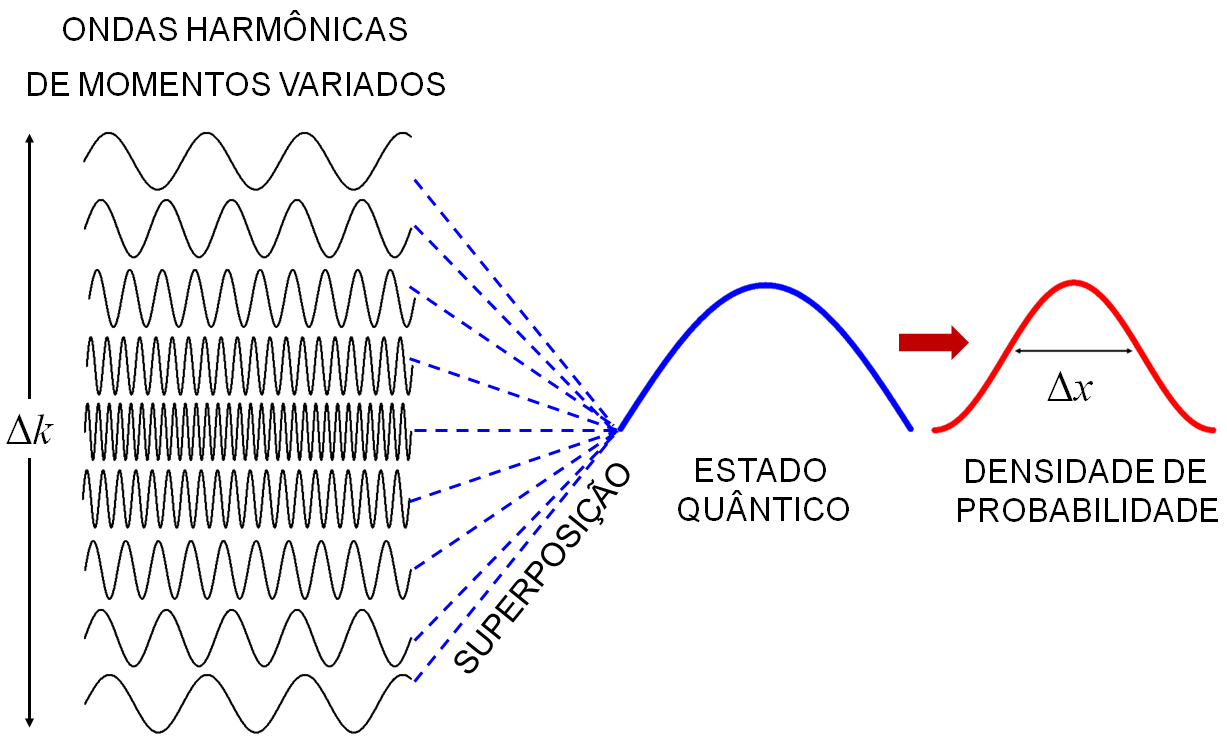 ONDAS HARMÔNICAS
DE MOMENTOS VARIADOS
Δk
SUPERPOSIÇÃO
ESTADO
QUÂNTICO
Δx
DENSIDADE DE
PROBABILIDADE